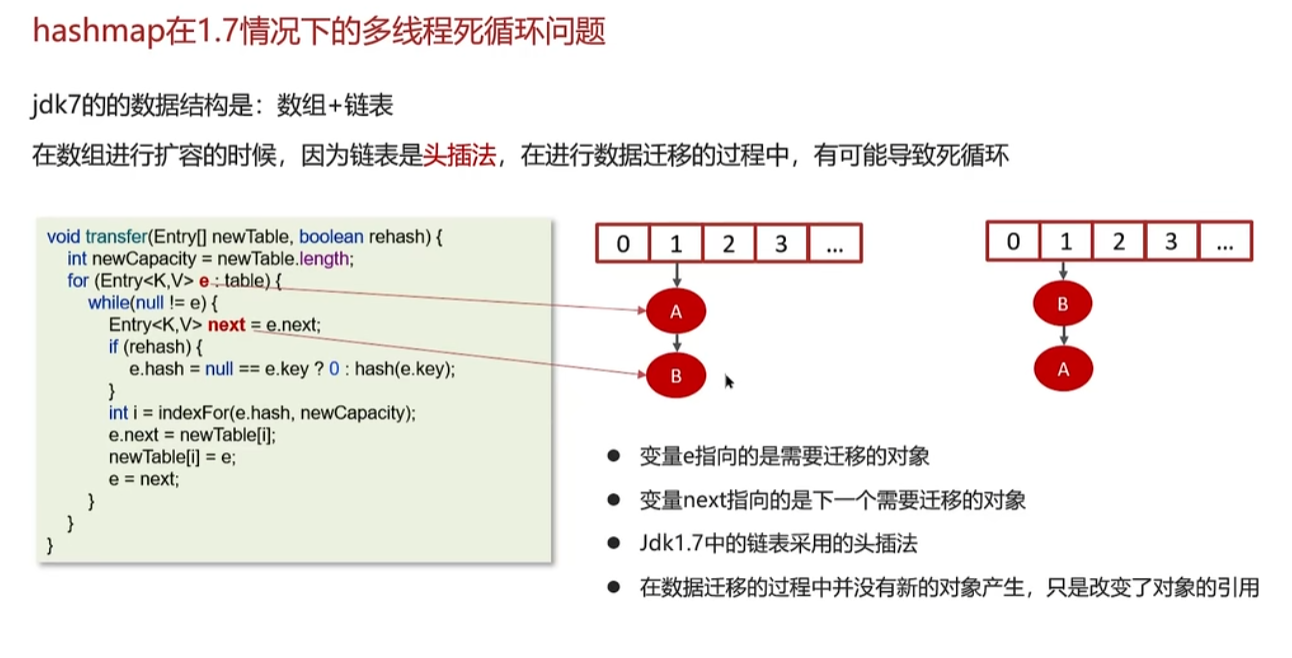 hashmap在1.7情况下的多线程死循环问题
jdk7的的数据结构是：数组+链表
在数组进行扩容的时候，因为链表是头插法，在进行数据迁移的过程中，有可能导致死循环
void transfer(Entry[] newTable, boolean rehash) {
int newCapacity = newTable.length;
for (Entry<K,V> e : table) {
while(null != e) {
Entry<K,V> next = e.next;
if (rehash) {
e.hash = null == e.key ? 0 : hash(e.key);
}
int i = indexFor(e.hash, newCapacity);
e.next = newTable[i];
newTable[i] = e;
e = next;
}
}
}
0 1 2 3 ...
A
B
0 1 2 3 ...
B
A
● 变量e指向的是需要迁移的对象
● 变量next指向的是下一个需要迁移的对象
● Jdk1.7中的链表采用的头插法
● 在数据迁移的过程中并没有新的对象产生，只是改变了对象的引用